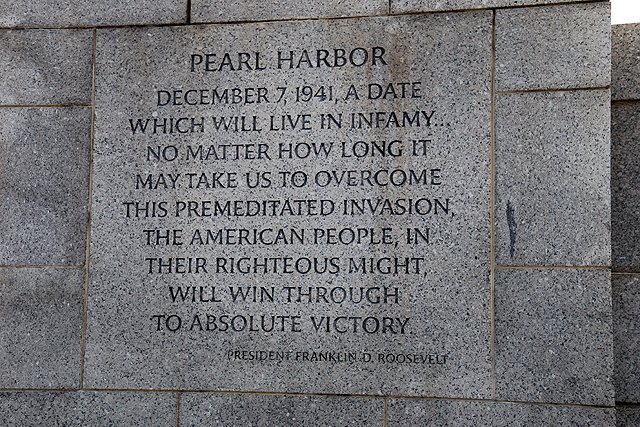 PEARL HARBOR
DECEMBER 7, 1941, A DATE
WHICH WILL LIVE IN INFAMY...
NO MATTER HOW LONG IT
MAY TAKE US TO OVERCOME
THIS PREMEDITATED INVASION,
THE AMERICAN PEOPLE, IN
THEIR RIGHTEOUS MIGHT,
WILL WIN THROUGH
TO ABSOLUTE VICTORY.
PRESIDENT FRANKLIN D. ROOSEVELT